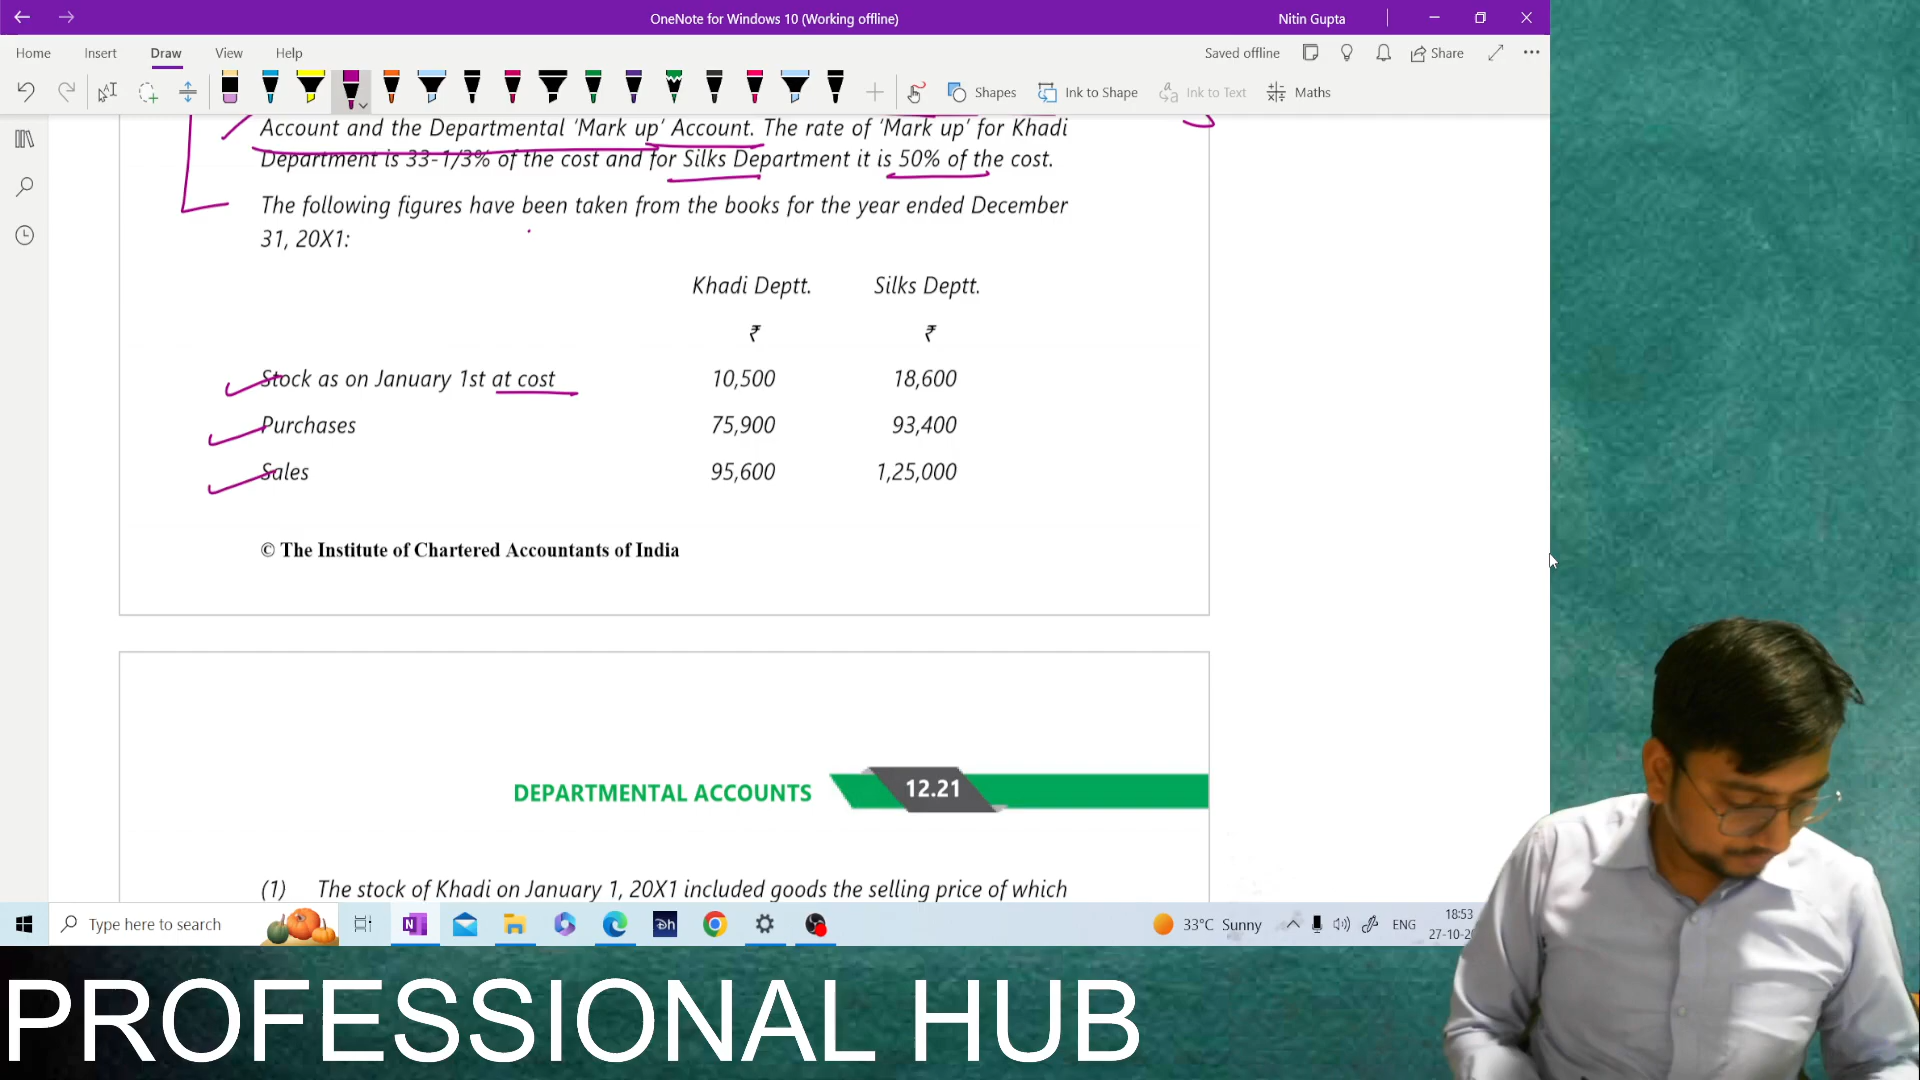 OneNote for Windows 10 (Working offline)
Nitin Gupta
Home Insert Draw View Help
Saved offline
Share
Shapes
Ink to Shape
Ink to Text
Maths
Account and the Departmental ‘Mark up’ Account. The rate of ‘Mark up’ for Khadi
Department is 33-1/3% of the cost and for Silks Department it is 50% of the cost.
The following figures have been taken from the books for the year ended December
31, 20X1:
Khadi Deptt. Silks Deptt.
₹ ₹
Stock as on January 1st at cost 10,500 18,600
Purchases 75,900 93,400
Sales 95,600 1,25,000
© The Institute of Chartered Accountants of India
DEPARTMENTAL ACCOUNTS 12.21
(1) The stock of Khadi on January 1, 20X1 included goods the selling price of which
Type here to search
33°C Sunny
ENG
18:53
27-10-20
PROFESSIONAL HUB